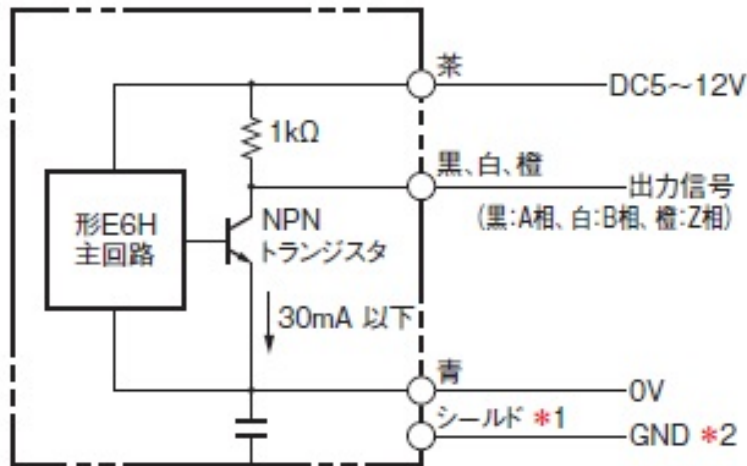 茶
DC5～12V
1kΩ
黒、白、橙
出力信号
(黒:A相、白:B相、橙:Z相)
形E6H
主回路
NPN
トランジスタ
30mA 以下
青
0V
シールド *1
GND *2